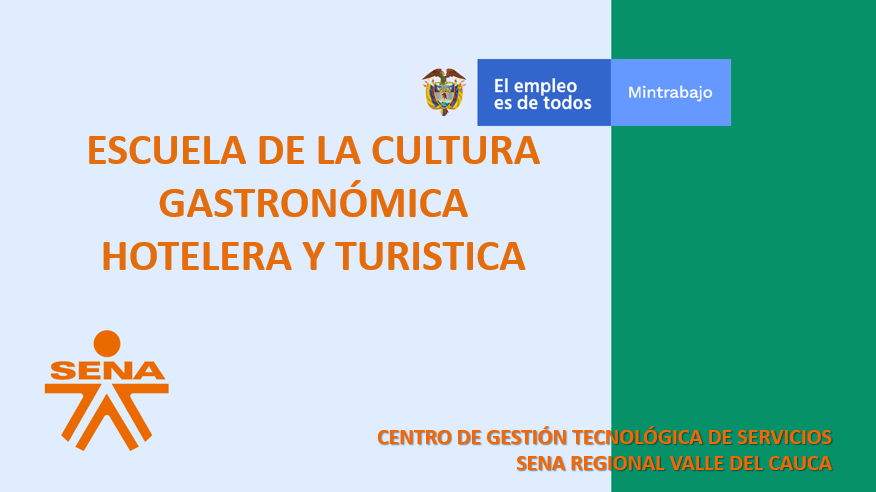 El empleo
es de todos
Mintrabajo
ESCUELA DE LA CULTURA
GASTRONÓMICA
HOTELERA Y TURISTICA
SENA
CENTRO DE GESTIÓN TECNOLÓGICA DE SERVICIOS
SENA REGIONAL VALLE DEL CAUCA